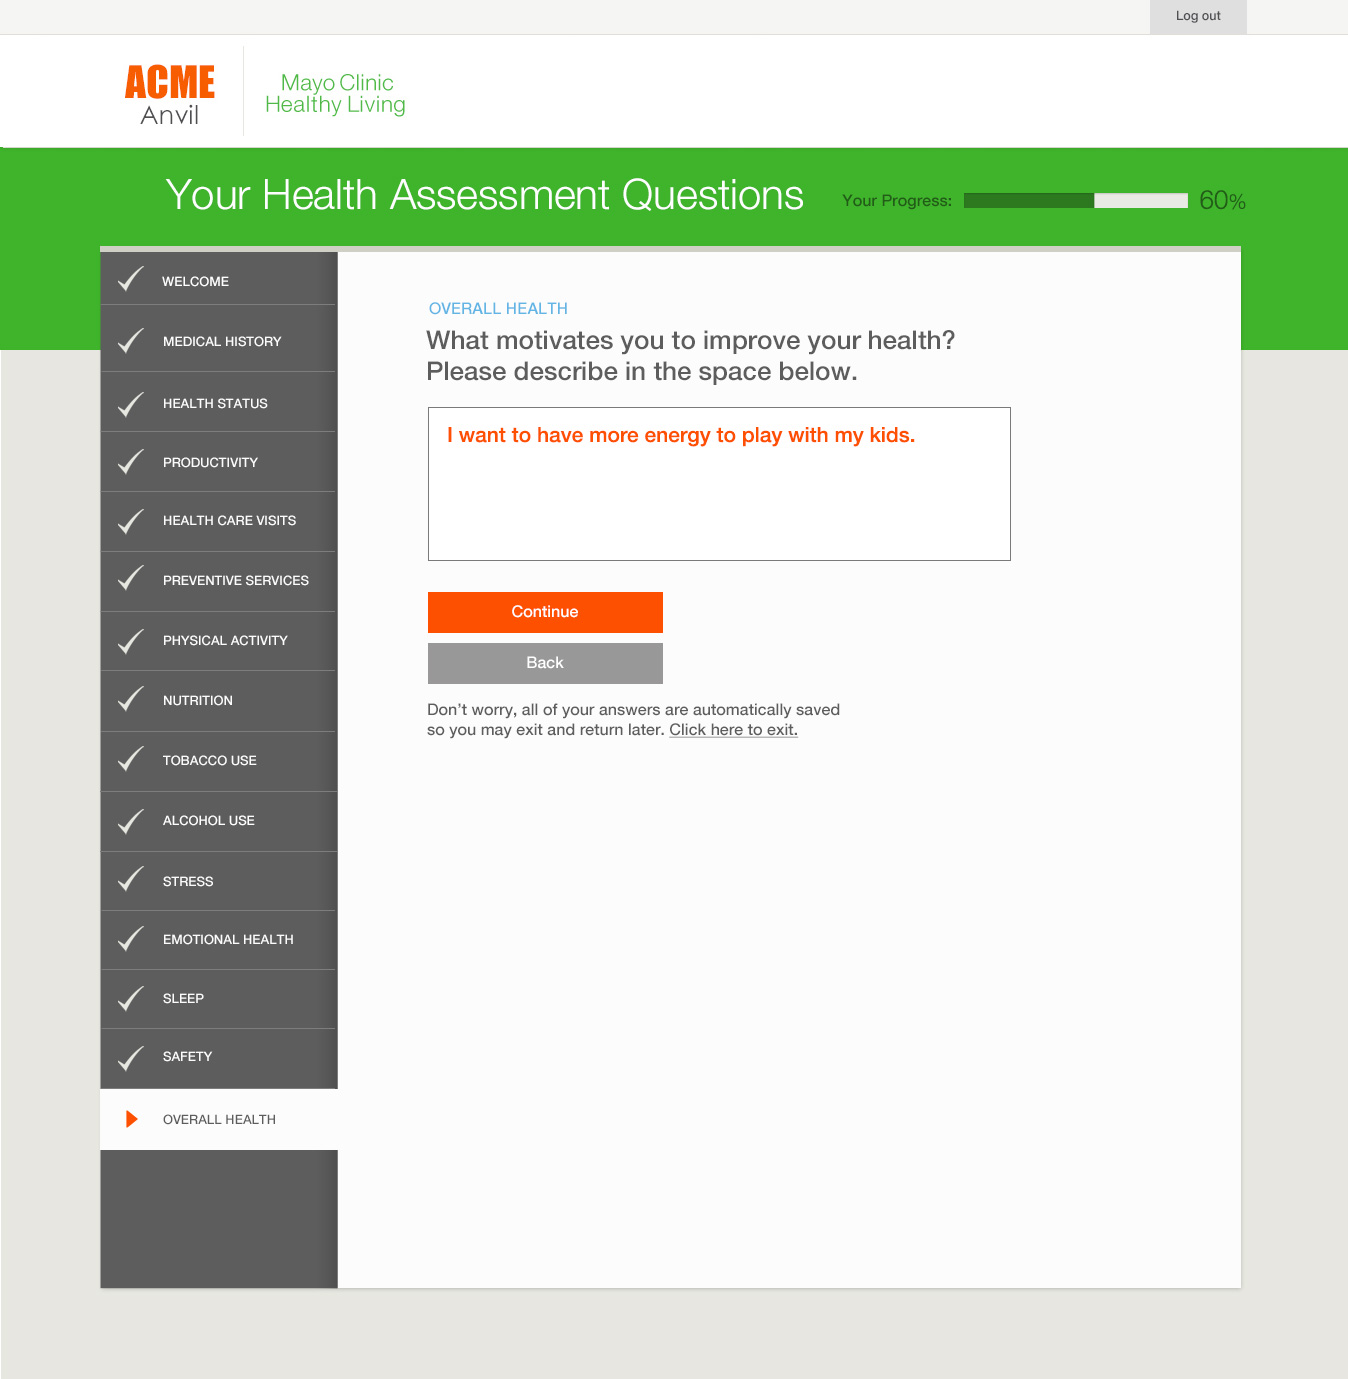 Log out
ACME
Anvil
Mayo Clinic
Healthy Living
Your Health Assessment Questions
Your Progress:
60%
WELCOME
MEDICAL HISTORY
HEALTH STATUS
PRODUCTIVITY
HEALTH CARE VISITS
PREVENTIVE SERVICES
PHYSICAL ACTIVITY
NUTRITION
TOBACCO USE
ALCOHOL USE
STRESS
EMOTIONAL HEALTH
SLEEP
SAFETY
OVERALL HEALTH
OVERALL HEALTH
What motivates you to improve your health?
Please describe in the space below.
I want to have more energy to play with my kids.
Continue
Back
Don’t worry, all of your answers are automatically saved
so you may exit and return later. Click here to exit.